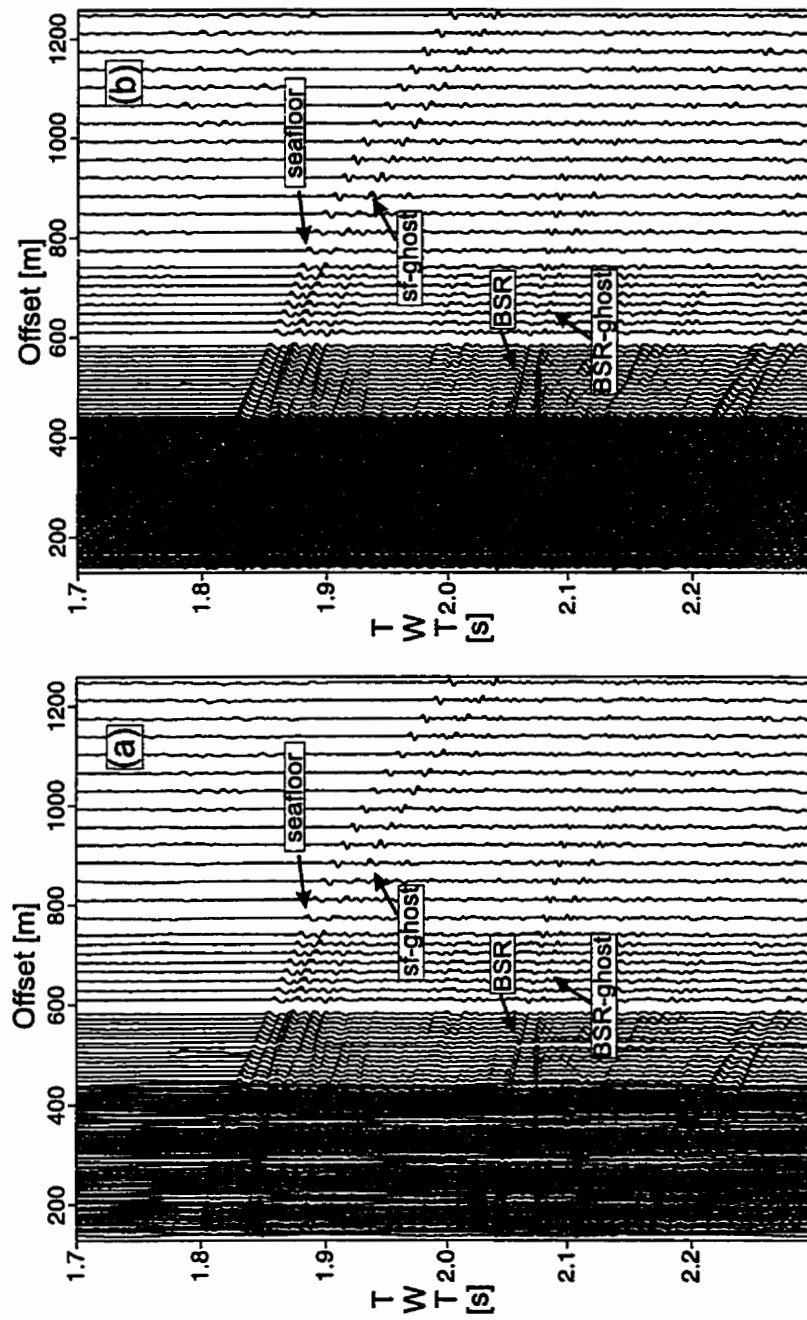 (a)
Offset [m]
200
400
600
800
1000
1200
T
W
T
[s]
1.7
1.8
1.9
2.0
2.1
2.2
seafloor
sf-ghost
BSR
BSR-ghost
(b)
Offset [m]
200
400
600
800
1000
1200
T
W
T
[s]
1.7
1.8
1.9
2.0
2.1
2.2
seafloor
sf-ghost
BSR
BSR-ghost